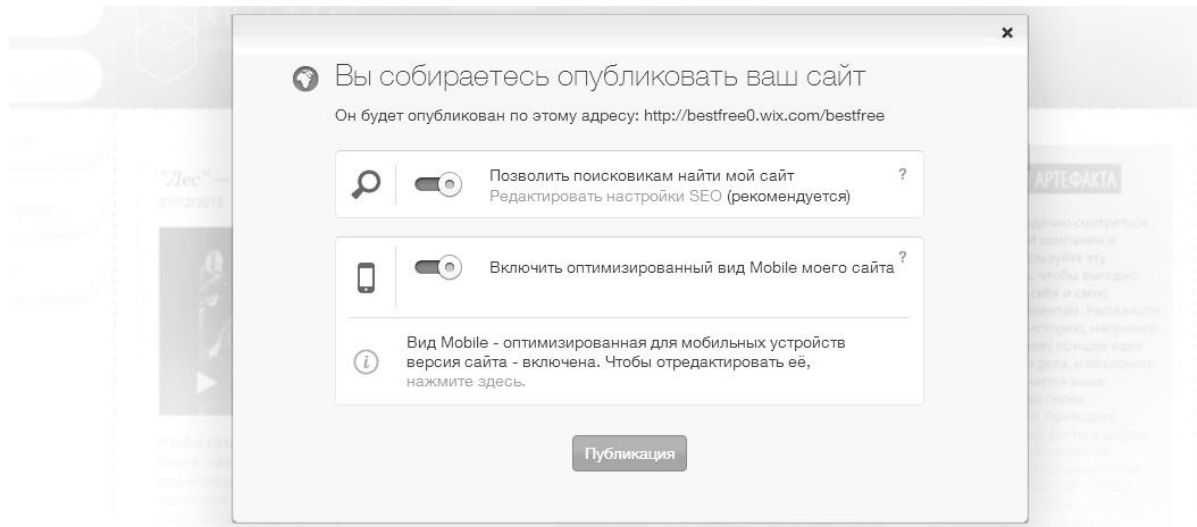 Вы собираетесь опубликовать ваш сайт
Он будет опубликован по этому адресу: http://bestfree0.wix.com/bestfree
Позволить поисковикам найти мой сайт ?
Редактировать настройки SEO (рекомендуется)
Включить оптимизированный вид Mobile моего сайта ?
Вид Mobile - оптимизированная для мобильных устройств
версия сайта - включена. Чтобы отредактировать её,
нажмите здесь.
Публикация
"Лес" —
АРТЕФАКТА